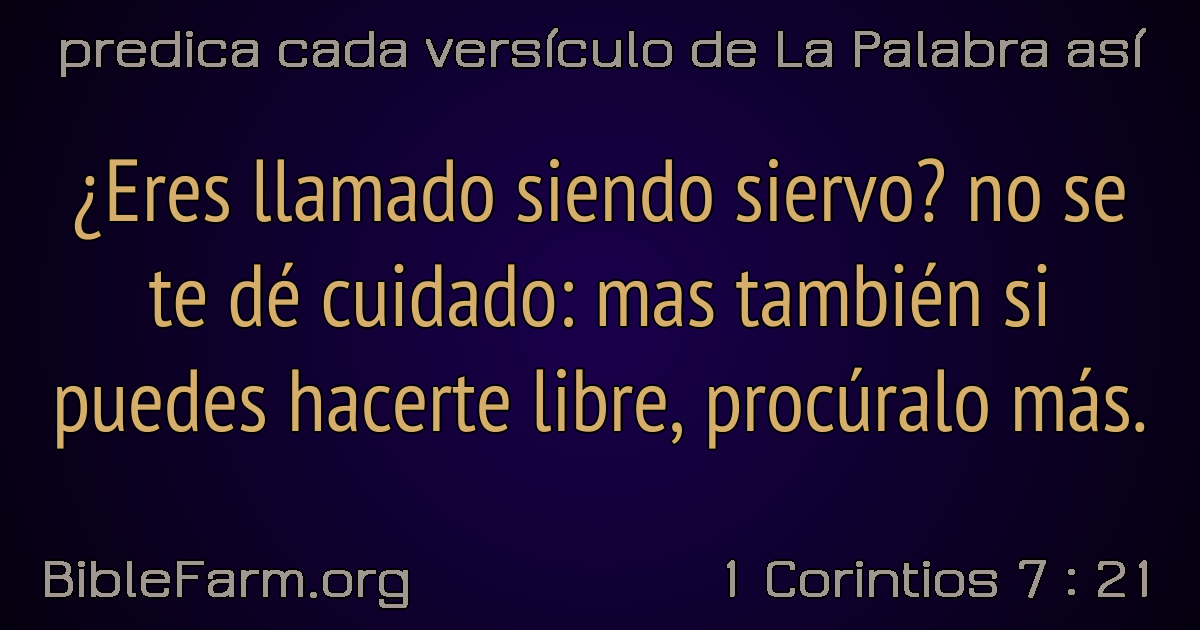 predica cada versículo de La Palabra así
¿Eres llamado siendo siervo? no se
te dé cuidado: mas también si
puedes hacerte libre, procúralo más.
BibleFarm.org
1 Corintios 7 : 21